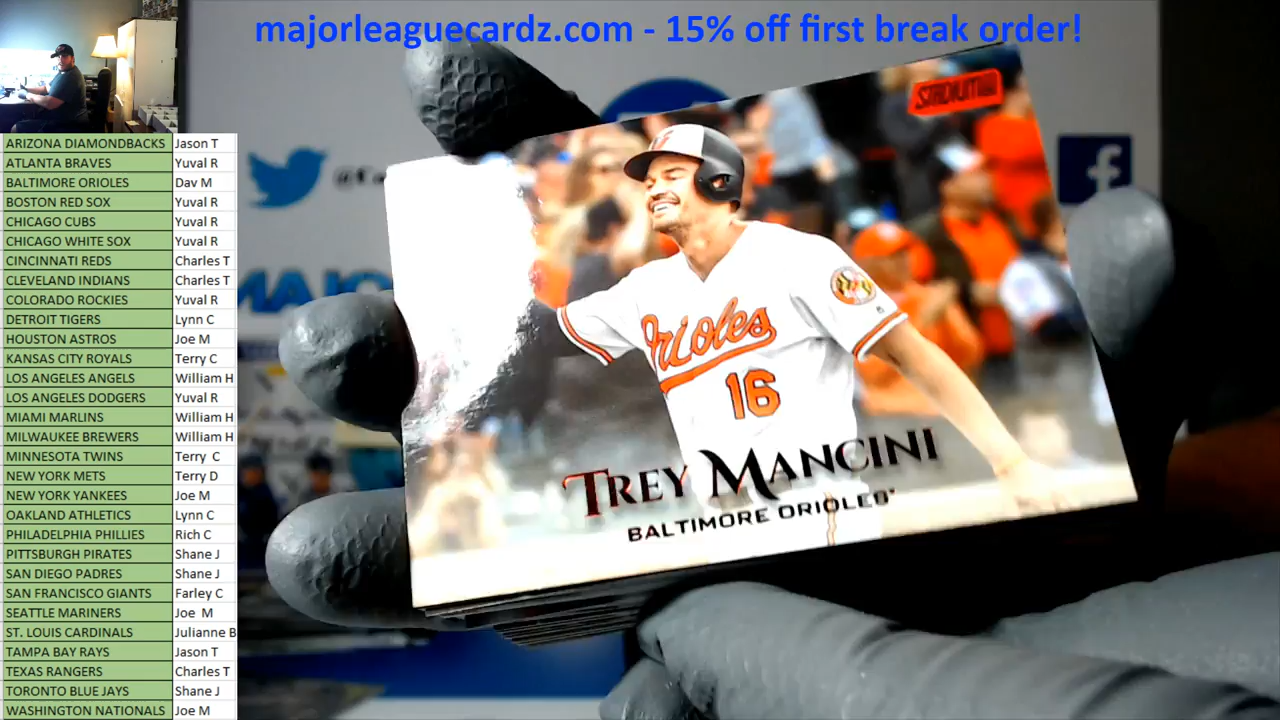 majorleaguecardz.com - 15% off first break order!
ARIZONA DIAMONDBACKS Jason T
ATLANTA BRAVES Yuval R
BALTIMORE ORIOLES Dav M
BOSTON RED SOX Yuval R
CHICAGO CUBS Yuval R
CHICAGO WHITE SOX Yuval R
CINCINNATI REDS Charles T
CLEVELAND INDIANS Charles T
COLORADO ROCKIES Yuval R
DETROIT TIGERS Lynn C
HOUSTON ASTROS Joe M
KANSAS CITY ROYALS Terry C
LOS ANGELES ANGELS William H
LOS ANGELES DODGERS Yuval R
MIAMI MARLINS William H
MILWAUKEE BREWERS William H
MINNESOTA TWINS Terry C
NEW YORK METS Terry D
NEW YORK YANKEES Joe M
OAKLAND ATHLETICS Lynn C
PHILADELPHIA PHILLIES Rich C
PITTSBURGH PIRATES Shane J
SAN DIEGO PADRES Shane J
SAN FRANCISCO GIANTS Farley C
SEATTLE MARINERS Joe M
ST. LOUIS CARDINALS Julianne B
TAMPA BAY RAYS Jason T
TEXAS RANGERS Charles T
TORONTO BLUE JAYS Shane J
WASHINGTON NATIONALS Joe M
STADIUM
Orioles
16
TREY MANCINI
BALTIMORE ORIOLES